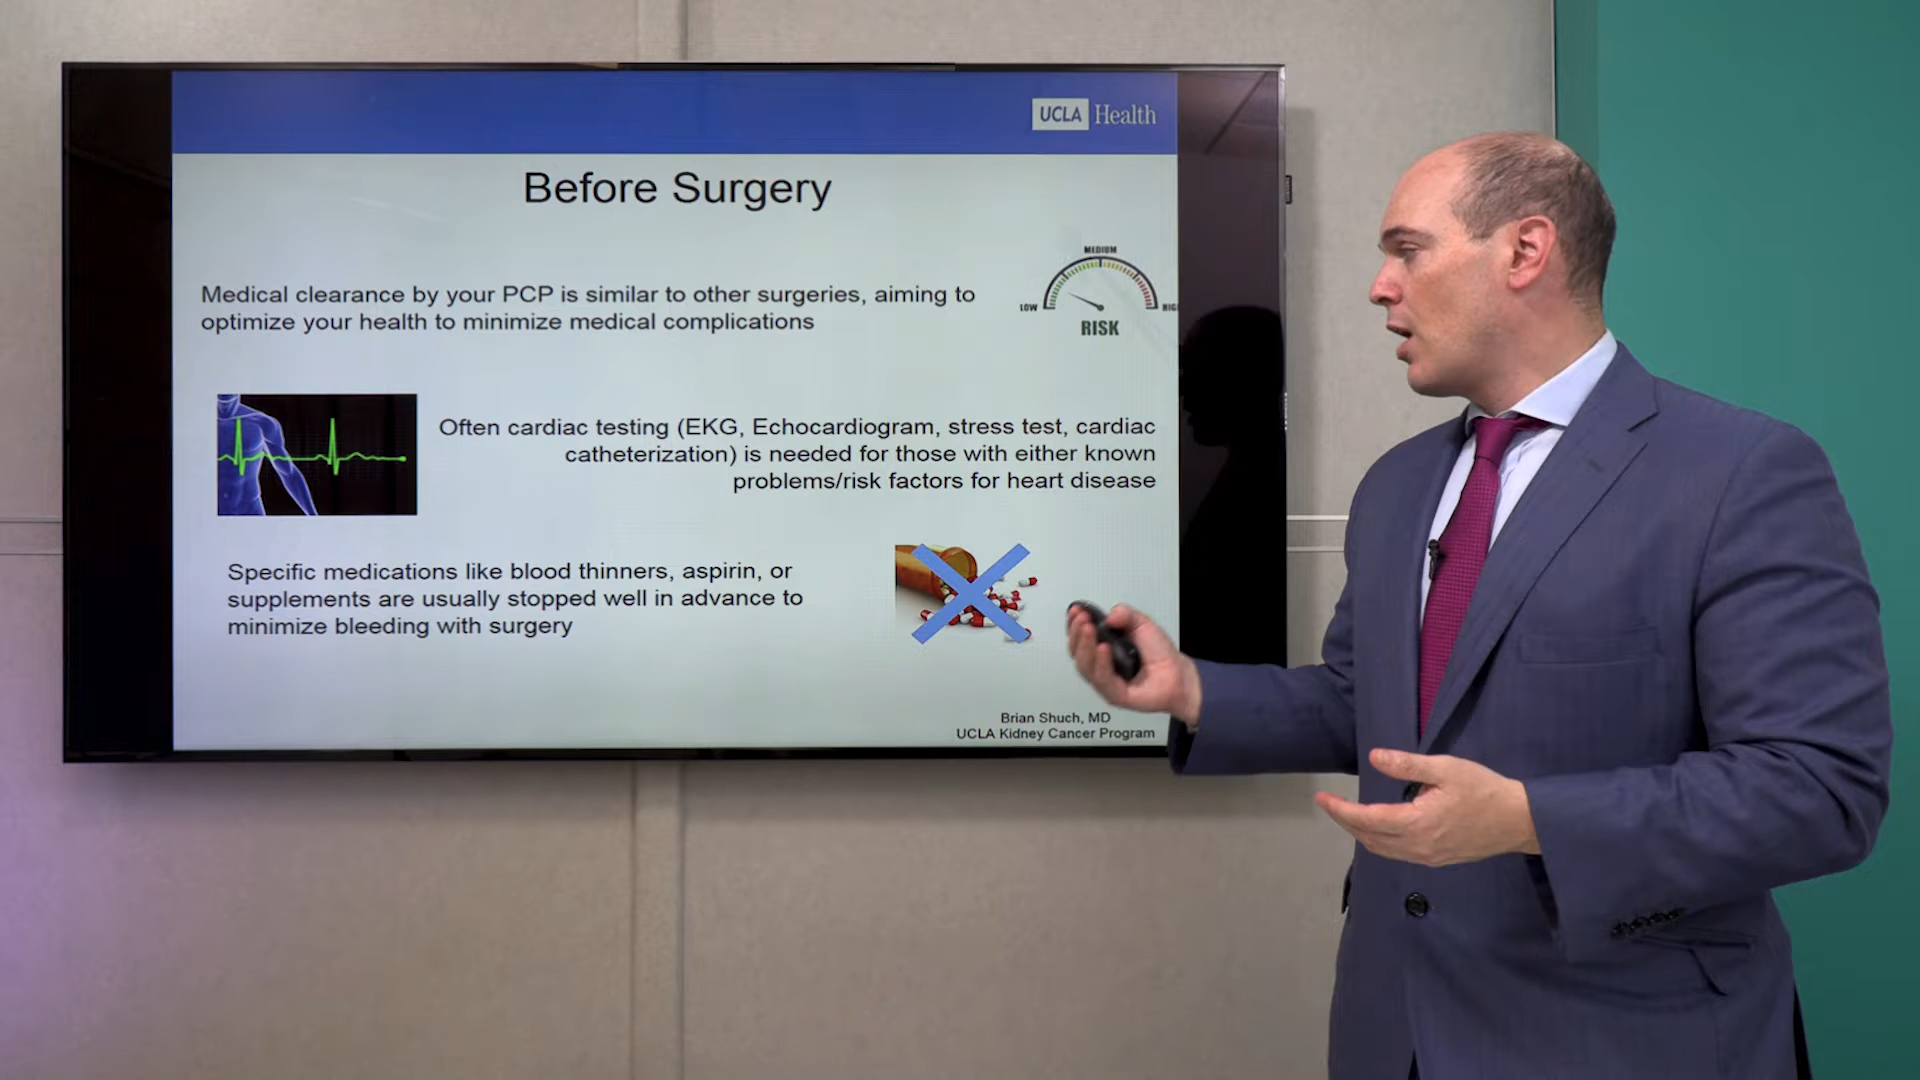 UCLA Health
Before Surgery
Medical clearance by your PCP is similar to other surgeries, aiming to
optimize your health to minimize medical complications
MEDIUM
LOW
RISK
Often cardiac testing (EKG, Echocardiogram, stress test, cardiac
catheterization) is needed for those with either known
problems/risk factors for heart disease
Specific medications like blood thinners, aspirin, or
supplements are usually stopped well in advance to
minimize bleeding with surgery
Brian Shuch, MD
UCLA Kidney Cancer Program